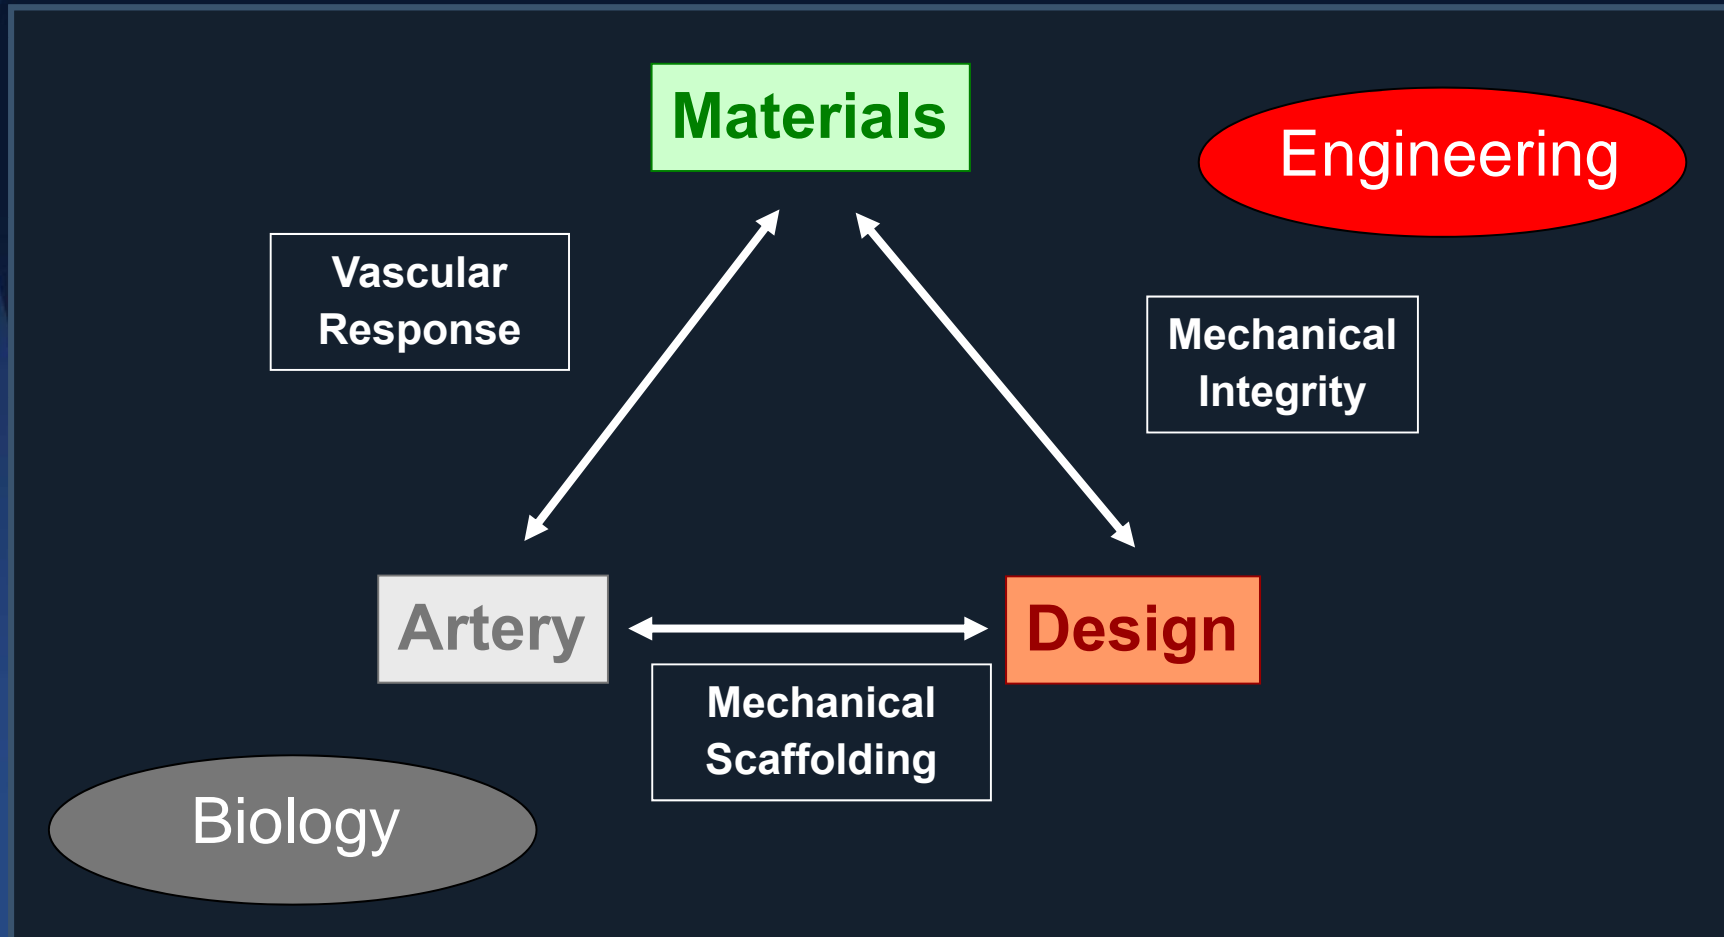 Materials
Engineering
Vascular
Response
Mechanical
Integrity
Artery
Design
Mechanical
Scaffolding
Biology